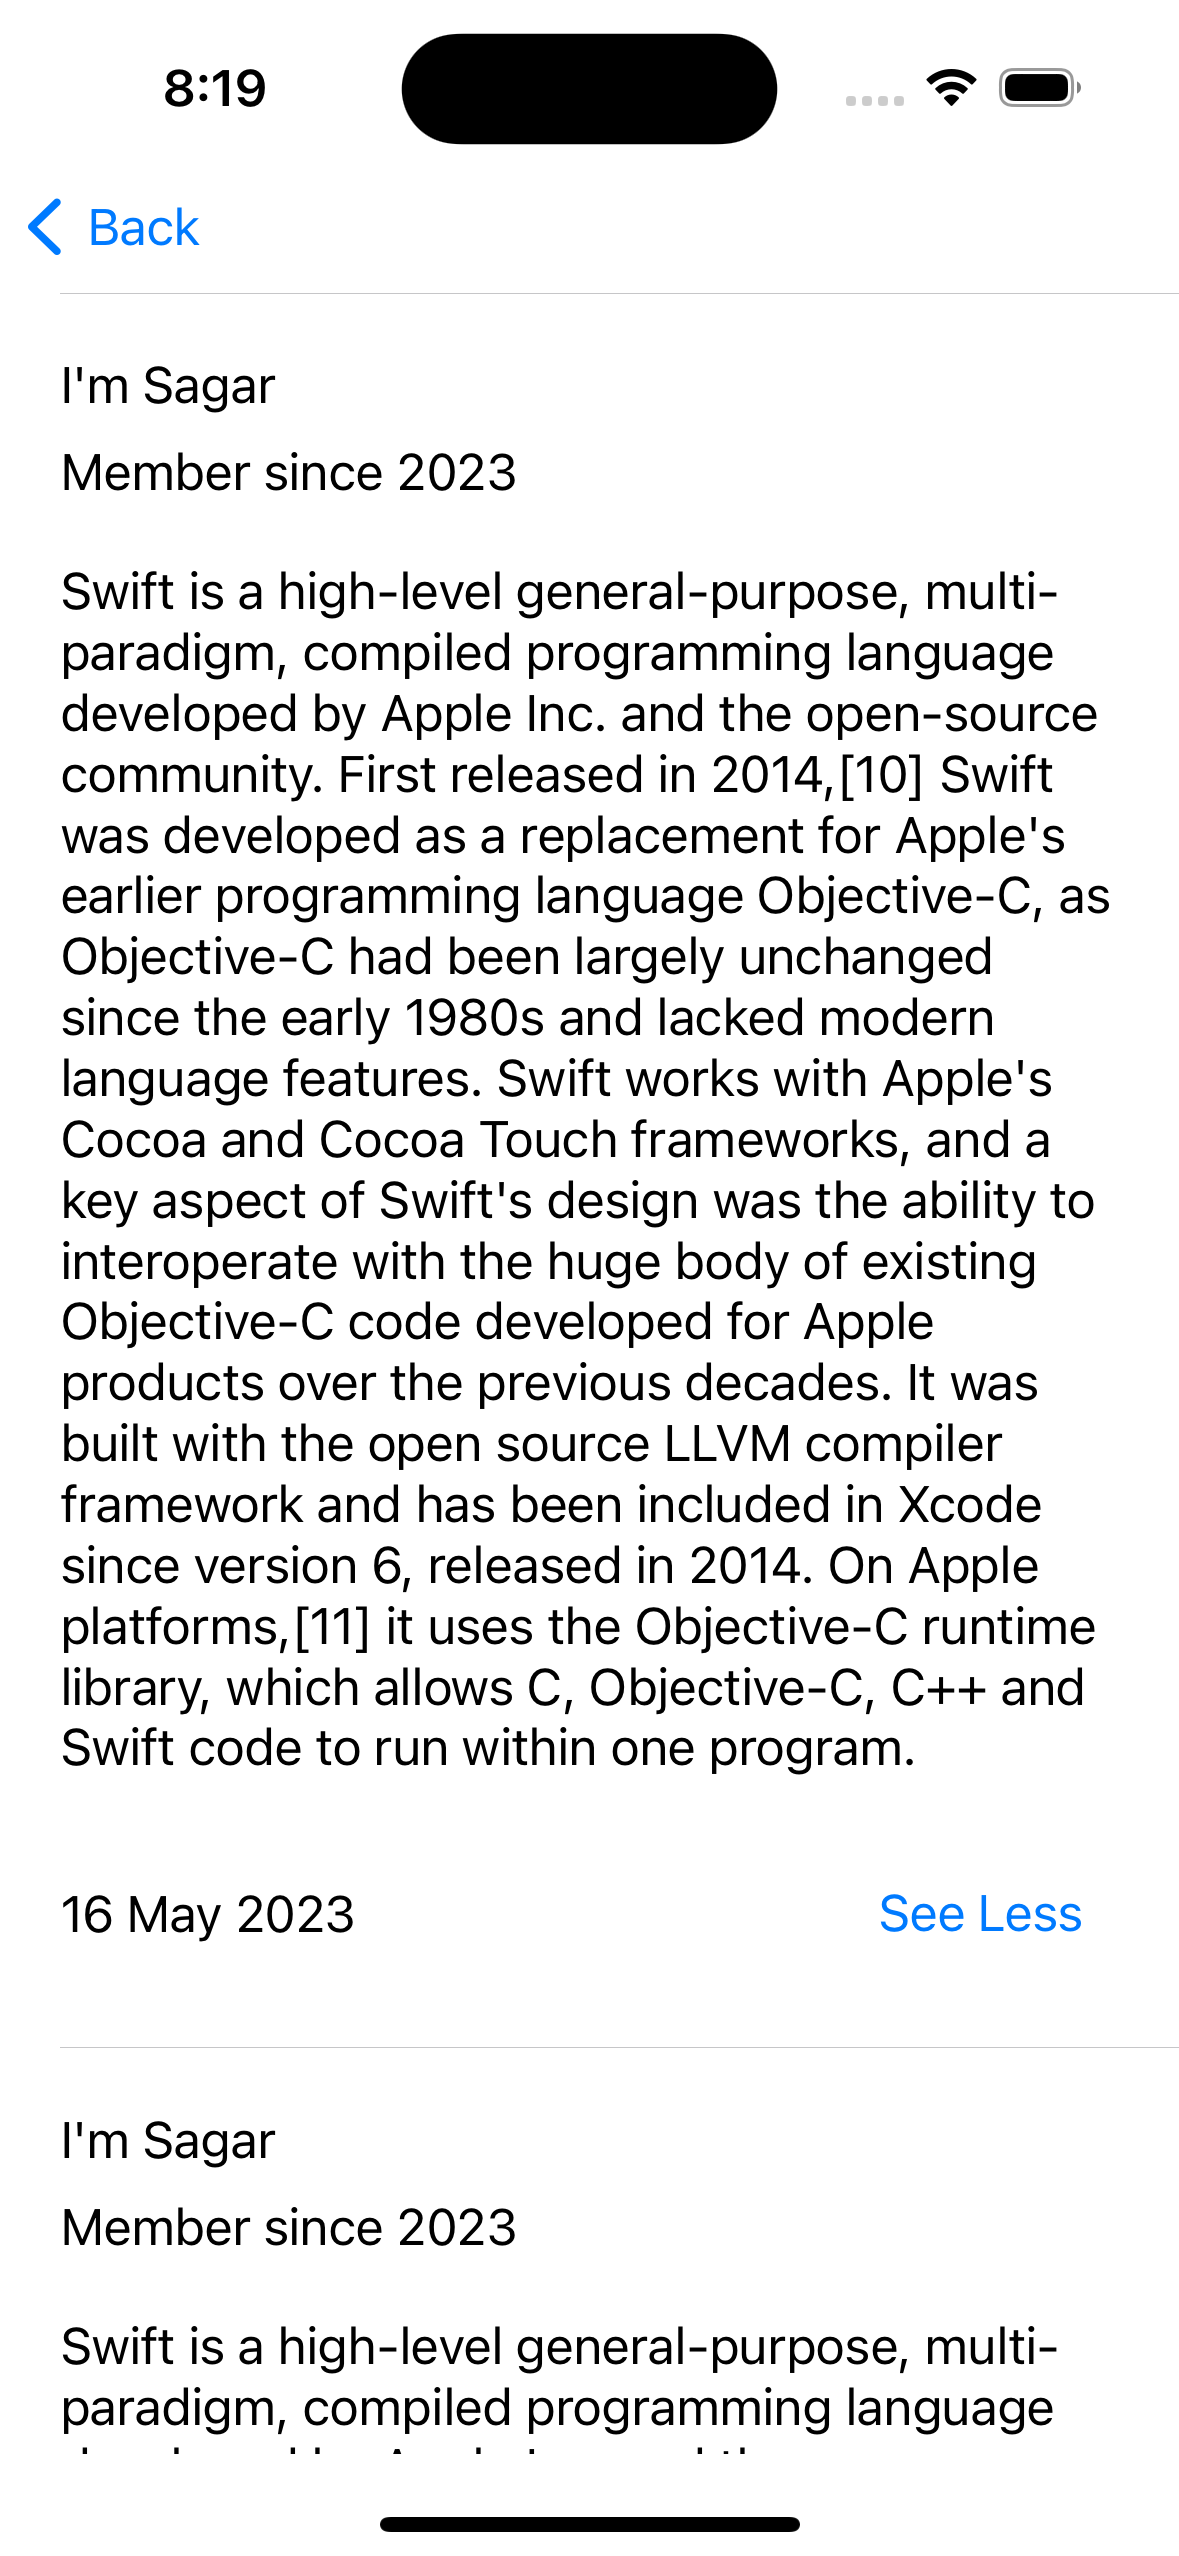 8:19
Back
I'm Sagar
Member since 2023
Swift is a high-level general-purpose, multi-
paradigm, compiled programming language
developed by Apple Inc. and the open-source
community. First released in 2014,[10] Swift
was developed as a replacement for Apple's
earlier programming language Objective-C, as
Objective-C had been largely unchanged
since the early 1980s and lacked modern
language features. Swift works with Apple's
Cocoa and Cocoa Touch frameworks, and a
key aspect of Swift's design was the ability to
interoperate with the huge body of existing
Objective-C code developed for Apple
products over the previous decades. It was
built with the open source LLVM compiler
framework and has been included in Xcode
since version 6, released in 2014. On Apple
platforms,[11] it uses the Objective-C runtime
library, which allows C, Objective-C, C++ and
Swift code to run within one program.
16 May 2023 See Less
I'm Sagar
Member since 2023
Swift is a high-level general-purpose, multi-
paradigm, compiled programming language